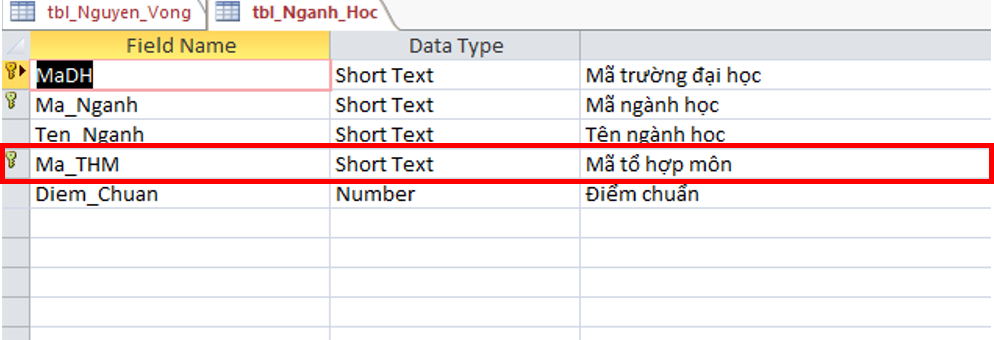 tbl_Nguyen_Vong tbl_Nganh_Hoc
Field Name Data Type
MaDH Short Text Mã trường đại học
Ma_Nganh Short Text Mã ngành học
Ten_Nganh Short Text Tên ngành học
Ma_THM Short Text Mã tổ hợp môn
Diem_Chuan Number Điểm chuẩn